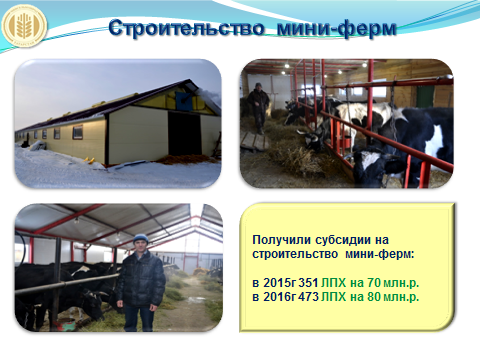 Строительство мини-ферм
Получили субсидии на
строительство мини-ферм:
в 2015г 351 ЛПХ на 70 млн.р.
в 2016г 473 ЛПХ на 80 млн.р.